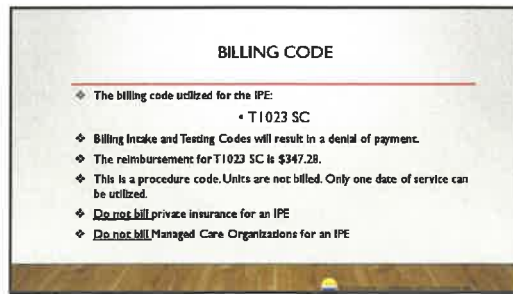 BILLING CODE
The billing code utilized for the IPE:
• T1023 SC
Billing Intake and Testing Codes will result in a denial of payment.
The reimbursement for T1023 SC is $347.28.
This is a procedure code. Units are not billed. Only one date of service can
be utilized.
Do not bill private insurance for an IPE
Do not bill Managed Care Organizations for an IPE